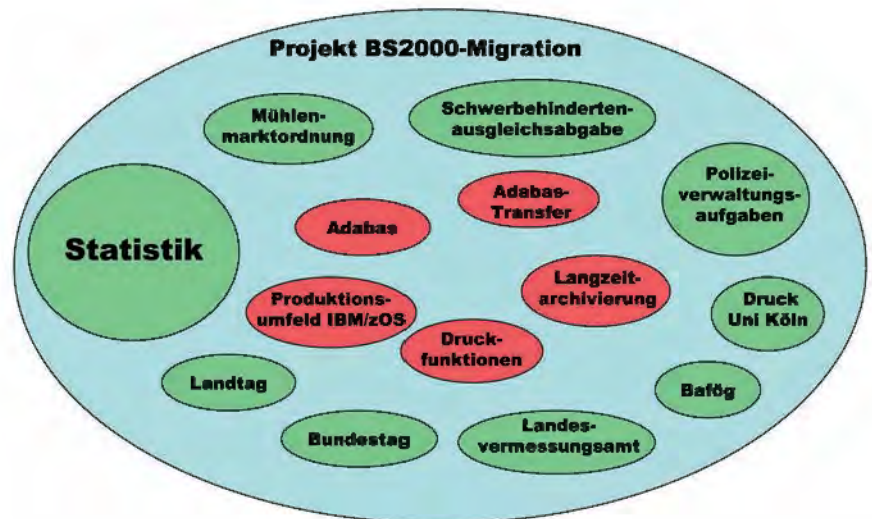 Projekt BS2000-Migration
Mühlen-
marktordnung
Schwerbehinderten-
ausgleichsabgabe
Polizei-
verwaltungs-
aufgaben
Statistik
Adabas
Adabas-
Transfer
Produktions-
umfeld IBM/zOS
Langzeit-
archivierung
Druck-
funktionen
Druck
Uni Köln
Landtag
Bafög
Bundestag
Landes-
vermessungsamt